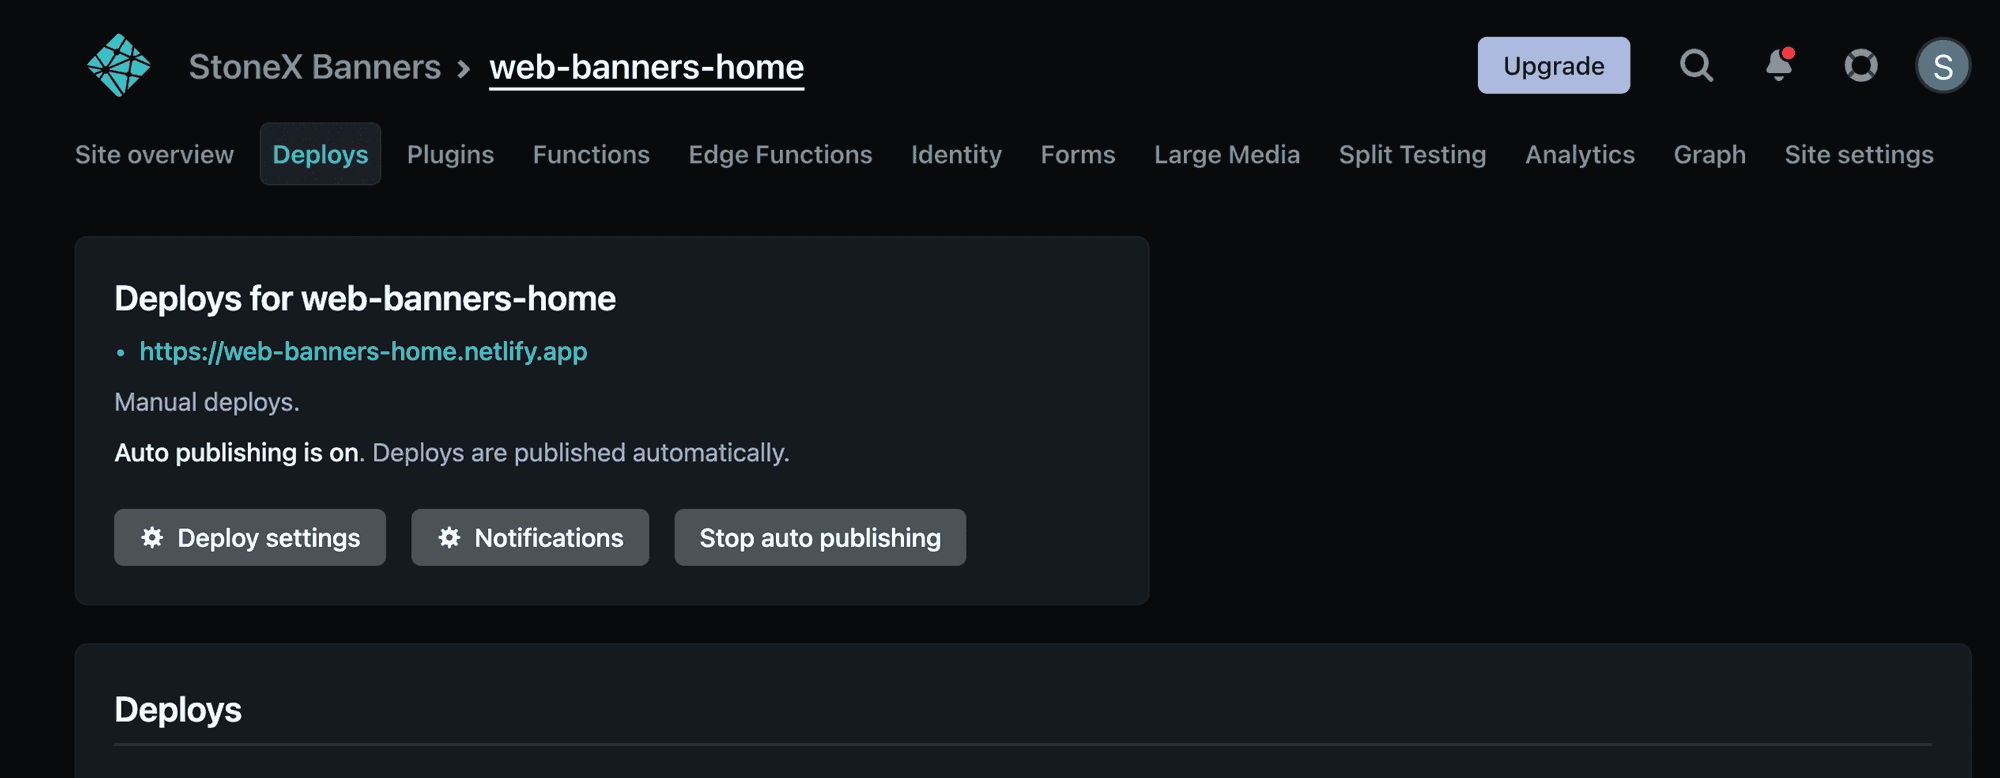 StoneX Banners > web-banners-home Upgrade S
Site overview Deploys Plugins Functions Edge Functions Identity Forms Large Media Split Testing Analytics Graph Site settings
Deploys for web-banners-home
• https://web-banners-home.netlify.app
Manual deploys.
Auto publishing is on. Deploys are published automatically.
Deploy settings Notifications Stop auto publishing
Deploys